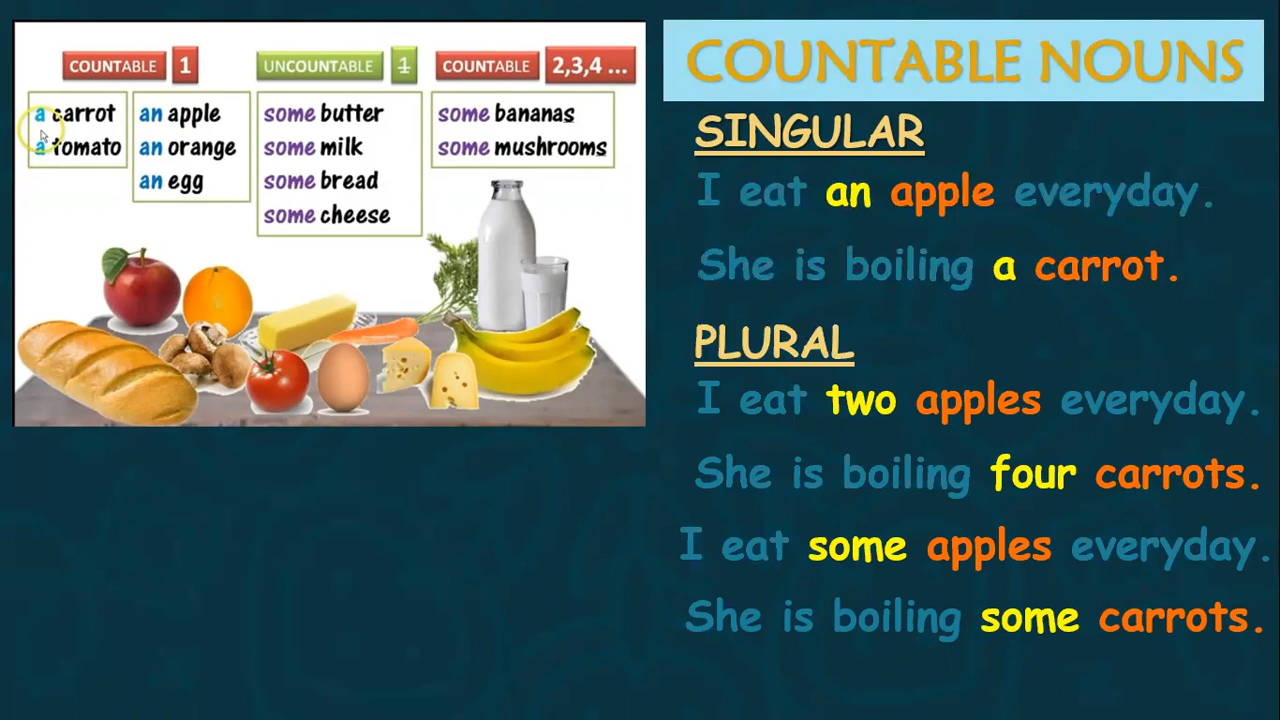 COUNTABLE 1
a carrot
a tomato
an apple
an orange
an egg
UNCOUNTABLE 1
some butter
some milk
some bread
some cheese
COUNTABLE 2,3,4 ...
some bananas
some mushrooms
COUNTABLE NOUNS
SINGULAR
I eat an apple everyday.
She is boiling a carrot.
PLURAL
I eat two apples everyday.
She is boiling four carrots.
I eat some apples everyday.
She is boiling some carrots.